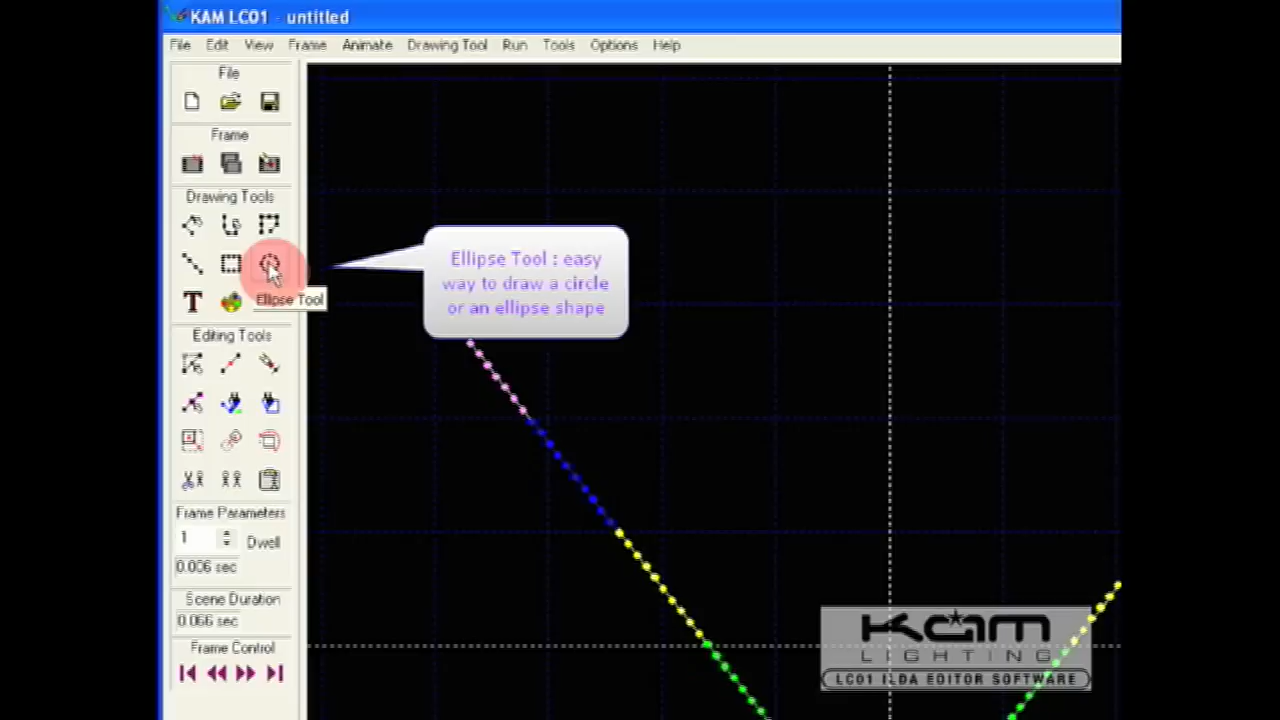 KAM LC01 - untitled
File Edit View Frame Animate Drawing Tool Run Tools Options Help
File
Frame
Drawing Tools
T
Ellipse Tool
Ellipse Tool : easy
way to draw a circle
or an ellipse shape
Editing Tools
Frame Parameters
1 Dwell
0.006 sec
Scene Duration
0.066 sec
Frame Control
KAM
LIGHTING
LC01 ILDA EDITOR SOFTWARE